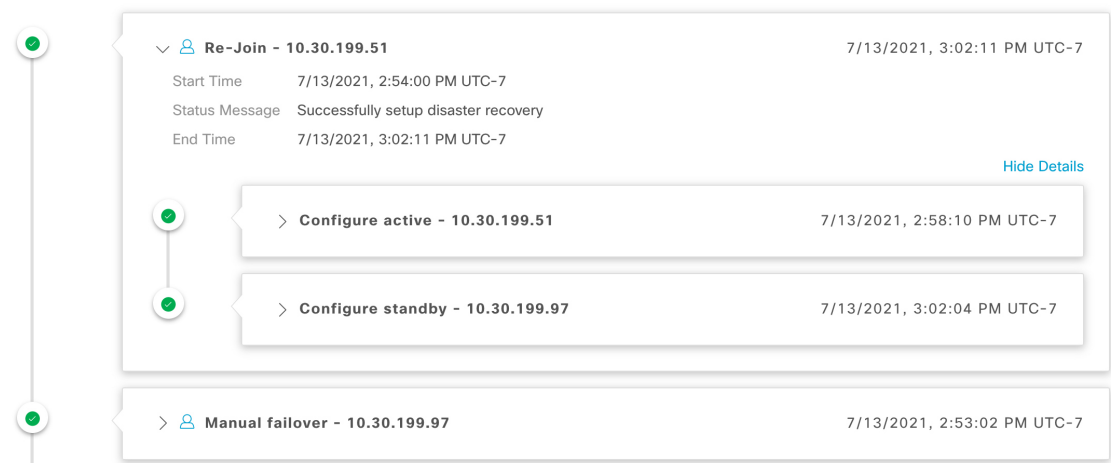 Re-Join - 10.30.199.51 7/13/2021, 3:02:11 PM UTC-7
Start Time 7/13/2021, 2:54:00 PM UTC-7
Status Message Successfully setup disaster recovery
End Time 7/13/2021, 3:02:11 PM UTC-7
Hide Details
Configure active - 10.30.199.51 7/13/2021, 2:58:10 PM UTC-7
Configure standby - 10.30.199.97 7/13/2021, 3:02:04 PM UTC-7
Manual failover - 10.30.199.97 7/13/2021, 2:53:02 PM UTC-7